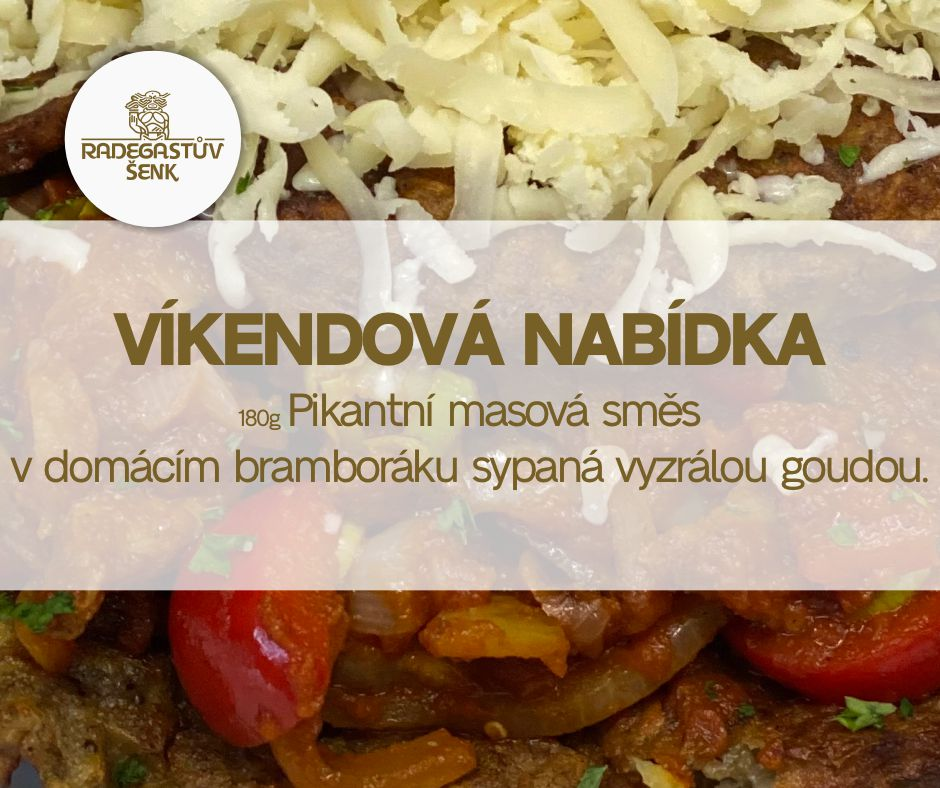 RADEGASTŮV
ŠENK
VÍKENDOVÁ NABÍDKA
180g Pikantní masová směs
v domácím bramboráku sypaná vyzrálou goudou.